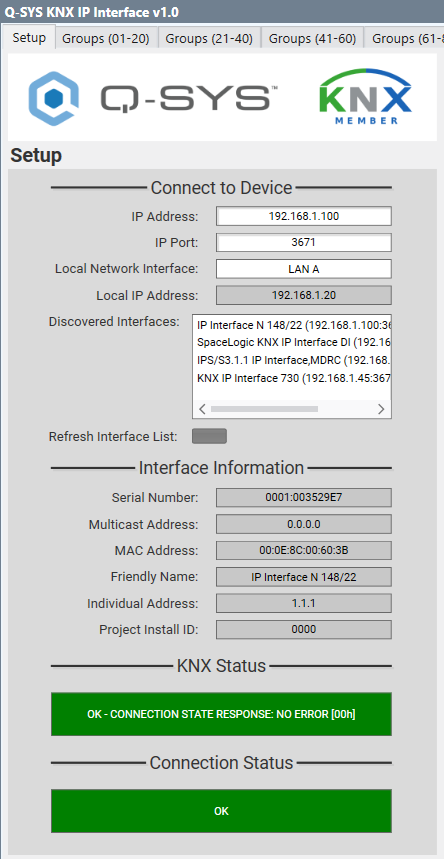 Q-SYS KNX IP Interface v1.0
Setup Groups (01-20) Groups (21-40) Groups (41-60) Groups (61-8
Q-SYS™ KNX
MEMBER
Setup
Connect to Device
IP Address: 192.168.1.100
IP Port: 3671
Local Network Interface: LAN A
Local IP Address: 192.168.1.20
Discovered Interfaces:
IP Interface N 148/22 (192.168.1.100:36
SpaceLogic KNX IP Interface DI (192.16
IPS/S3.1.1 IP Interface,MDRC (192.168.
KNX IP Interface 730 (192.168.1.45:367
Refresh Interface List:
Interface Information
Serial Number: 0001:003529E7
Multicast Address: 0.0.0.0
MAC Address: 00:0E:8C:00:60:3B
Friendly Name: IP Interface N 148/22
Individual Address: 1.1.1
Project Install ID: 0000
KNX Status
OK - CONNECTION STATE RESPONSE: NO ERROR [00h]
Connection Status
OK